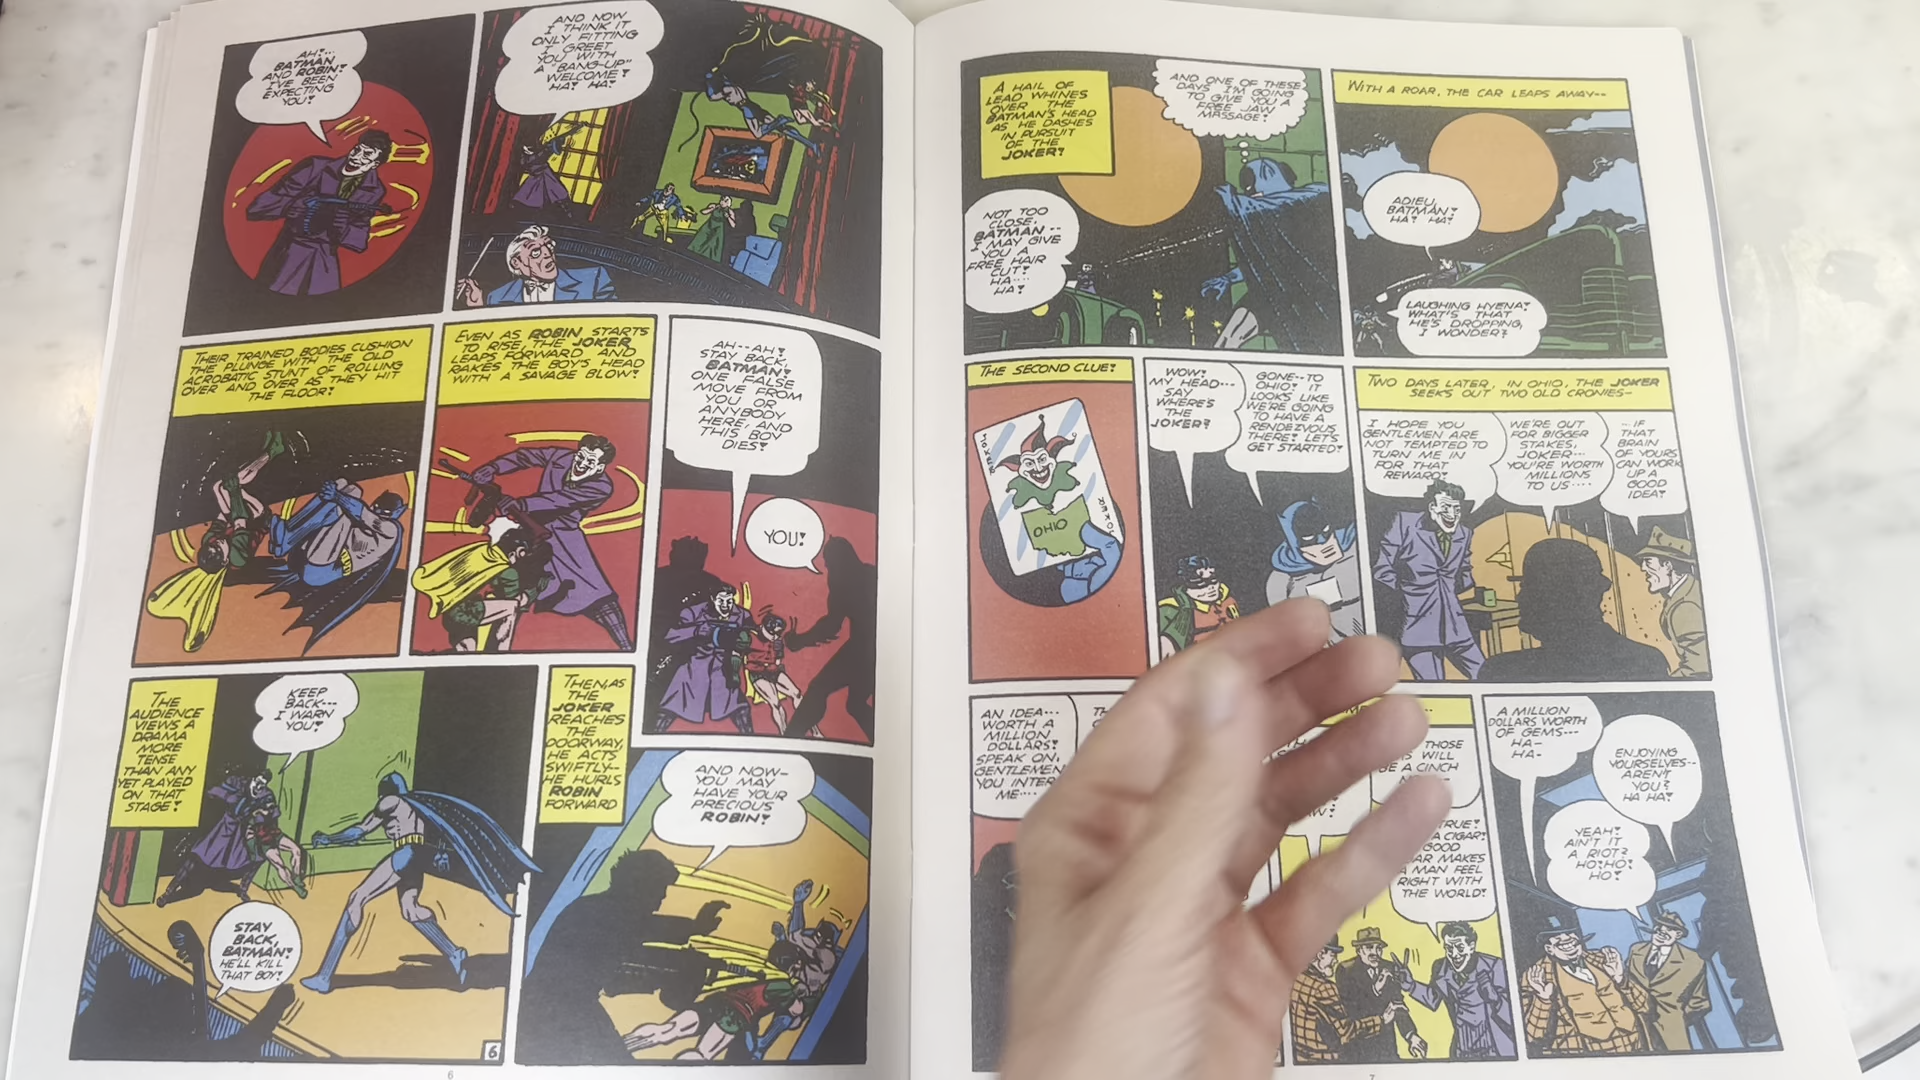 AH!...
BATMAN
AND ROBIN!
I'VE BEEN
EXPECTING
YOU!
AND NOW
I THINK IT
ONLY FITTING
I GREET
YOU WITH
A "BANG-UP"
WELCOME!
HA! HA!
THEIR TRAINED BODIES CUSHION
THE PLUNGE WITH THE OLD
ACROBATIC STUNT OF ROLLING
OVER AND OVER AS THEY HIT
THE FLOOR!
EVEN AS ROBIN STARTS
TO RISE, THE JOKER
LEAPS FORWARD AND
RAKES THE BOY'S HEAD
WITH A SAVAGE BLOW!
AH--AH!
STAY BACK,
BATMAN!
ONE FALSE
MOVE FROM
YOU OR
ANYBODY
HERE, AND
THIS BOY
DIES!
YOU!
THE
AUDIENCE
VIEWS A
DRAMA
MORE
TENSE
THAN ANY
YET PLAYED
ON THAT
STAGE!
KEEP
BACK---
I WARN
YOU!
STAY
BACK,
BATMAN!
HE'LL KILL
THAT BOY!
6
THEN, AS
THE
JOKER
REACHES
THE
DOORWAY,
HE ACTS
SWIFTLY--
HE HURLS
ROBIN
FORWARD
AND NOW--
YOU MAY
HAVE YOUR
PRECIOUS
ROBIN!
6
A HAIL OF
LEAD WHINES
OVER THE
BATMAN'S HEAD
AS HE DASHES
IN PURSUIT
OF THE
JOKER!
AND ONE OF THESE
DAYS I'M GOING
TO GIVE YOU A
FREE JAW
MASSAGE!
NOT TOO
CLOSE,
BATMAN --
I MAY GIVE
YOU A
FREE HAIR
CUT!
HA----
HA!
WITH A ROAR, THE CAR LEAPS AWAY--
ADIEU,
BATMAN!
HA! HA!
LAUGHING HYENA!
WHAT'S THAT
HE'S DROPPING,
I WONDER?
THE SECOND CLUE!
JOKER
OHIO
JOKER
WOW!
MY HEAD---
SAY
WHERE'S
THE
JOKER?
GONE--TO
OHIO! IT
LOOKS LIKE
WE'RE GOING
TO HAVE A
RENDEZVOUS
THERE! LET'S
GET STARTED!
TWO DAYS LATER, IN OHIO, THE JOKER
SEEKS OUT TWO OLD CRONIES--
I HOPE YOU
GENTLEMEN ARE
NOT TEMPTED TO
TURN ME IN
FOR THAT
REWARD!
WE'RE OUT
FOR BIGGER
STAKES,
JOKER---
YOU'RE WORTH
MILLIONS
TO US----
--IF
THAT
BRAIN
OF YOURS
CAN WORK
UP A
GOOD
IDEA!
AN IDEA---
WORTH A
MILLION
DOLLARS!
SPEAK ON,
GENTLEMEN
YOU INTER
ME---
THOSE
WILL
BE A CINCH
TRUE!
A CIGAR!
GOOD
MAKES
A MAN FEEL
RIGHT WITH
THE WORLD!
A MILLION
DOLLARS WORTH
OF GEMS---
HA--
HA--
ENJOYING
YOURSELVES--
AREN'T
YOU?
HA HA!
YEAH!
AIN'T IT
A RIOT?
HO! HO!
HO!
7